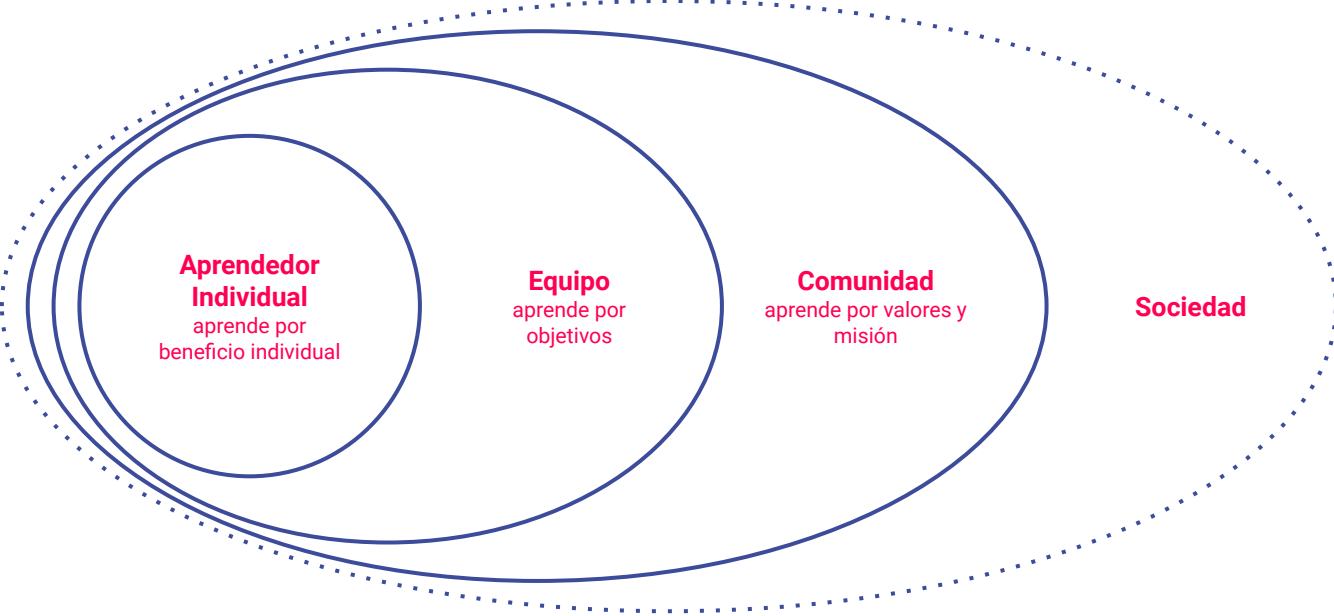 Aprendedor
Individual
aprende por
beneficio individual
Equipo
aprende por
objetivos
Comunidad
aprende por valores y
misión
Sociedad